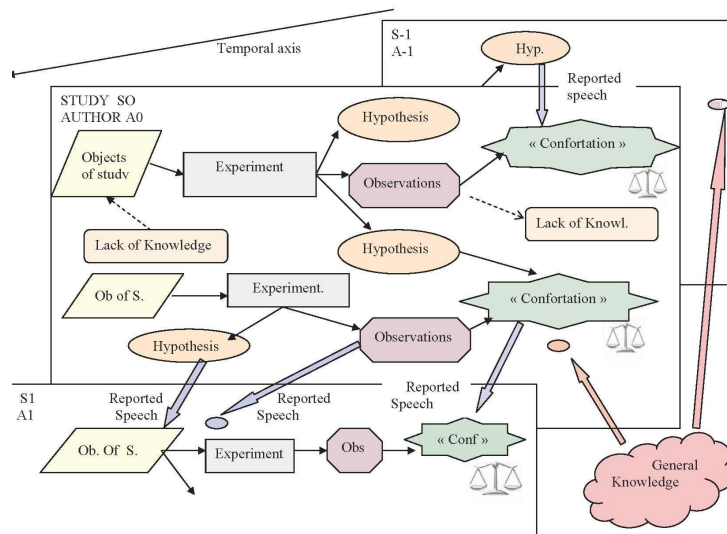 Temporal axis
S-1
A-1
Hyp.
Reported
speech
STUDY SO
AUTHOR A0
Hypothesis
« Confortation »
Objects
of studv
Experiment
Observations
Lack of Knowl.
Lack of Knowledge
Hypothesis
Ob of S.
Experiment.
« Confortation »
Hypothesis
Observations
S1
A1
Reported
Speech
Reported
Speech
Reported
Speech
Ob. Of S.
Experiment
Obs
« Conf »
General
Knowledge